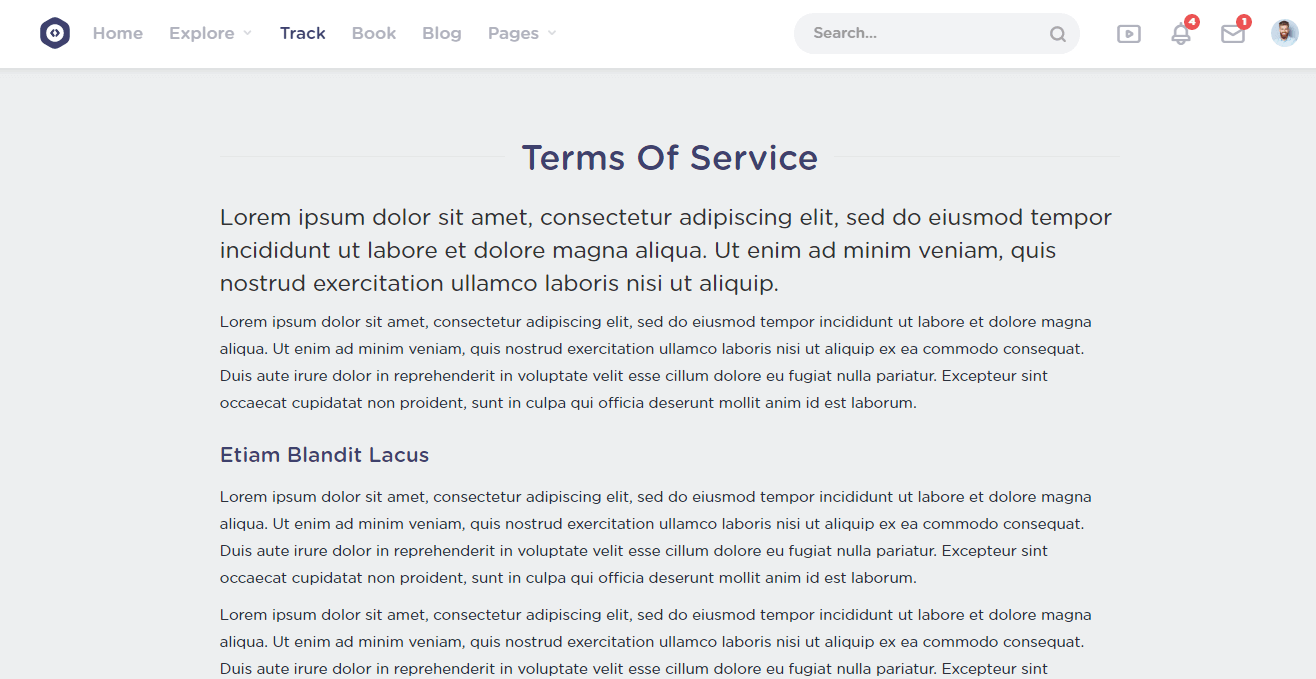 Home Explore Track Book Blog Pages Search... 4 1
Terms Of Service
Lorem ipsum dolor sit amet, consectetur adipiscing elit, sed do eiusmod tempor
incididunt ut labore et dolore magna aliqua. Ut enim ad minim veniam, quis
nostrud exercitation ullamco laboris nisi ut aliquip.
Lorem ipsum dolor sit amet, consectetur adipiscing elit, sed do eiusmod tempor incididunt ut labore et dolore magna
aliqua. Ut enim ad minim veniam, quis nostrud exercitation ullamco laboris nisi ut aliquip ex ea commodo consequat.
Duis aute irure dolor in reprehenderit in voluptate velit esse cillum dolore eu fugiat nulla pariatur. Excepteur sint
occaecat cupidatat non proident, sunt in culpa qui officia deserunt mollit anim id est laborum.
Etiam Blandit Lacus
Lorem ipsum dolor sit amet, consectetur adipiscing elit, sed do eiusmod tempor incididunt ut labore et dolore magna
aliqua. Ut enim ad minim veniam, quis nostrud exercitation ullamco laboris nisi ut aliquip ex ea commodo consequat.
Duis aute irure dolor in reprehenderit in voluptate velit esse cillum dolore eu fugiat nulla pariatur. Excepteur sint
occaecat cupidatat non proident, sunt in culpa qui officia deserunt mollit anim id est laborum.
Lorem ipsum dolor sit amet, consectetur adipiscing elit, sed do eiusmod tempor incididunt ut labore et dolore magna
aliqua. Ut enim ad minim veniam, quis nostrud exercitation ullamco laboris nisi ut aliquip ex ea commodo consequat.
Duis aute irure dolor in reprehenderit in voluptate velit esse cillum dolore eu fugiat nulla pariatur. Excepteur sint